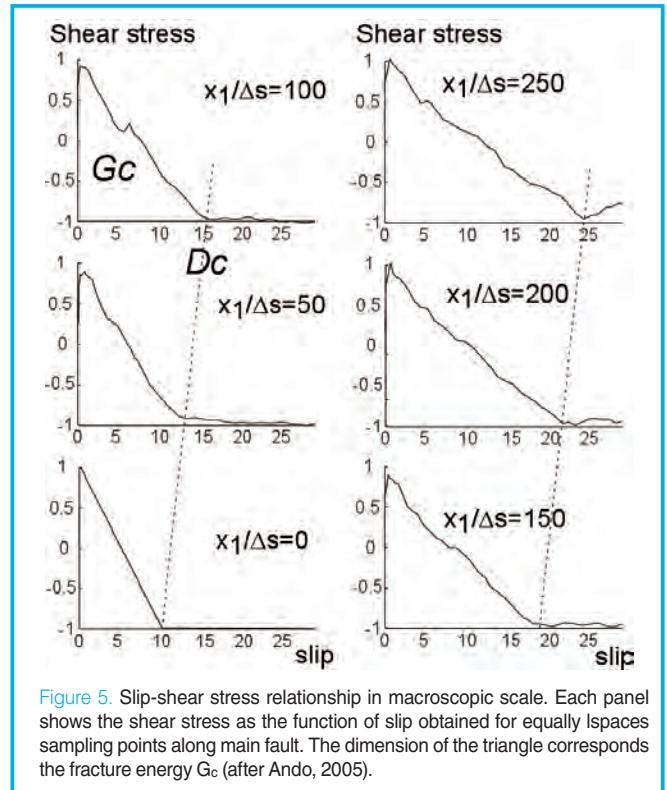 Shear stress
1
0.5
0
-0.5
-1
0 5 10 15 20 25
x1/Δs=100
Gc
Dc
1
0.5
0
-0.5
-1
0 5 10 15 20 25
x1/Δs=50
1
0
-0.5
-1
0 5 10 15 20 25
x1/Δs=0
slip
Shear stress
1
0.5
0
-0.5
-1
0 5 10 15 20 25
x1/Δs=250
1
0.5
0
-0.5
-1
0 5 10 15 20 25
x1/Δs=200
1
0.5
0
-0.5
-1
0 5 10 15 20 25
x1/Δs=150
slip
Figure 5. Slip-shear stress relationship in macroscopic scale. Each panel
shows the shear stress as the function of slip obtained for equally lspaces
sampling points along main fault. The dimension of the triangle corresponds
the fracture energy Gc (after Ando, 2005).